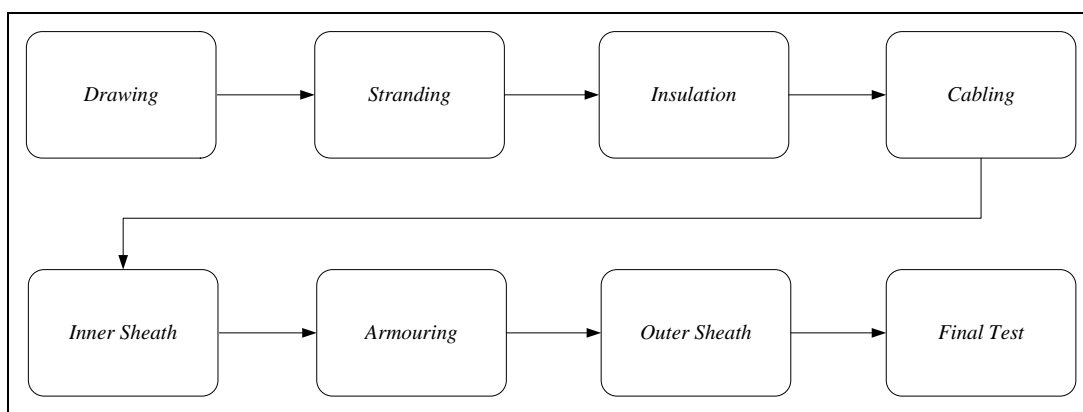 Drawing
Stranding
Insulation
Cabling
Inner Sheath
Armouring
Outer Sheath
Final Test